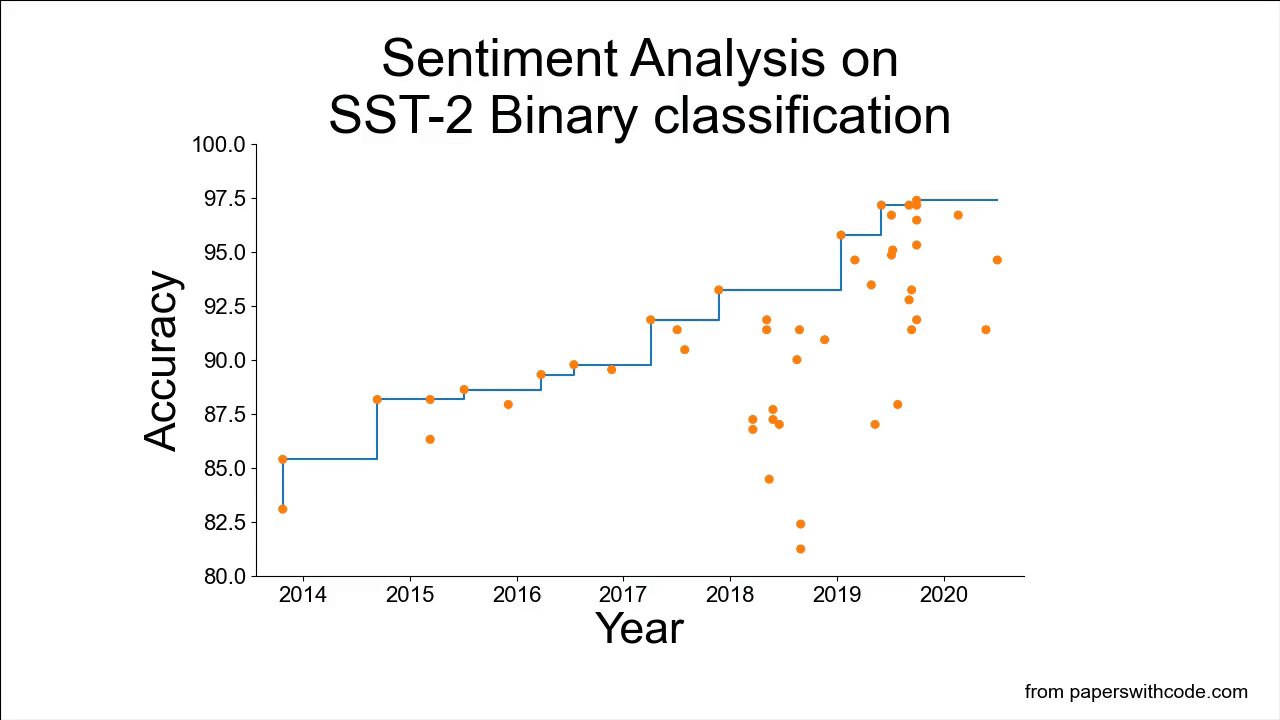 Sentiment Analysis on
SST-2 Binary classification
100.0
97.5
95.0
92.5
90.0
87.5
85.0
82.5
80.0
Accuracy
2014 2015 2016 2017 2018 2019 2020
Year
from paperswithcode.com